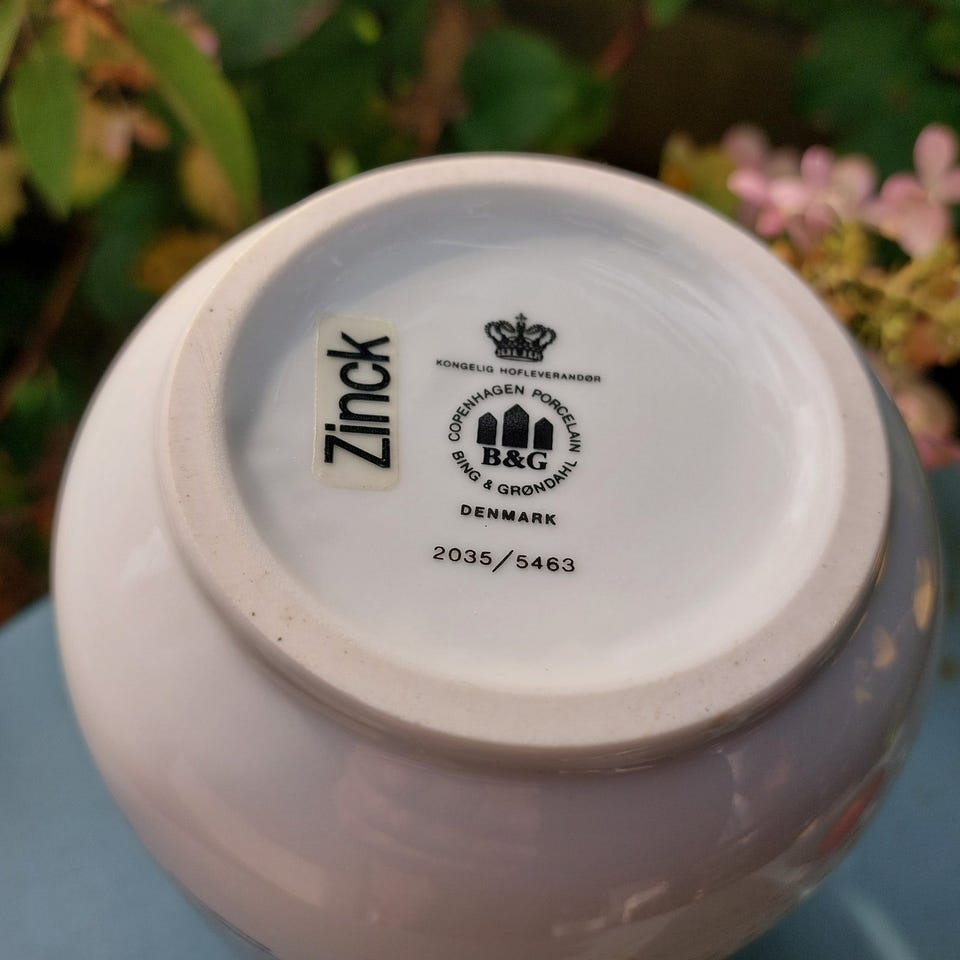 Zinck
KONGELIG HOFLEVERANDØR
COPENHAGEN PORCELAIN
B&G
BING & GRØNDAHL
DENMARK
2035/5463